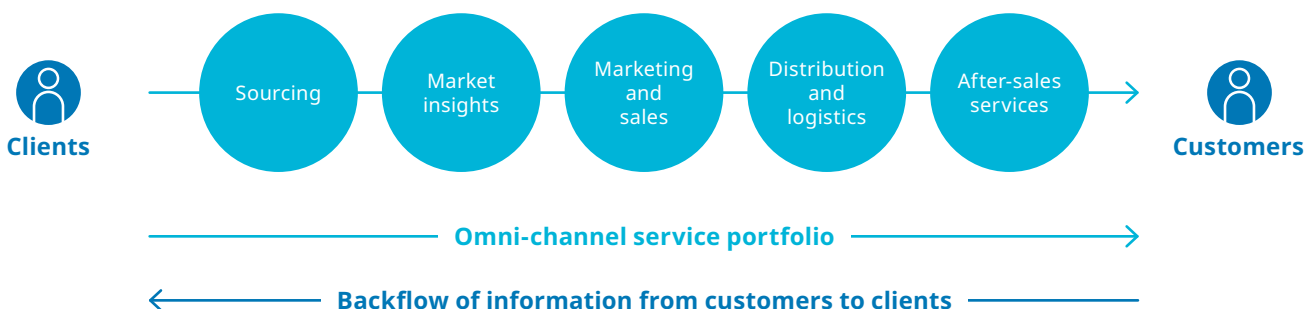 Sourcing
Market
insights
Marketing
and
sales
Distribution
and
logistics
After-sales
services
Clients
Customers
Omni-channel service portfolio
Backflow of information from customers to clients